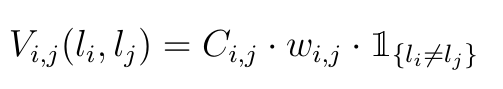 $V_{i,j}(l_i, l_j) = C_{i,j} \cdot w_{i,j} \cdot \mathbb{1}_{\{l_i \neq l_j\}}$